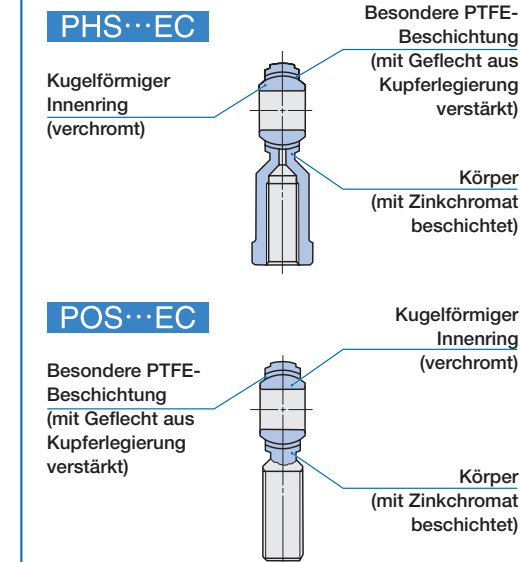 PHS···EC
Besondere PTFE-
Beschichtung
(mit Geflecht aus
Kupferlegierung
verstärkt)
Kugelförmiger
Innenring
(verchromt)
Körper
(mit Zinkchromat
beschichtet)
POS···EC
Kugelförmiger
Innenring
(verchromt)
Besondere PTFE-
Beschichtung
(mit Geflecht aus
Kupferlegierung
verstärkt)
Körper
(mit Zinkchromat
beschichtet)